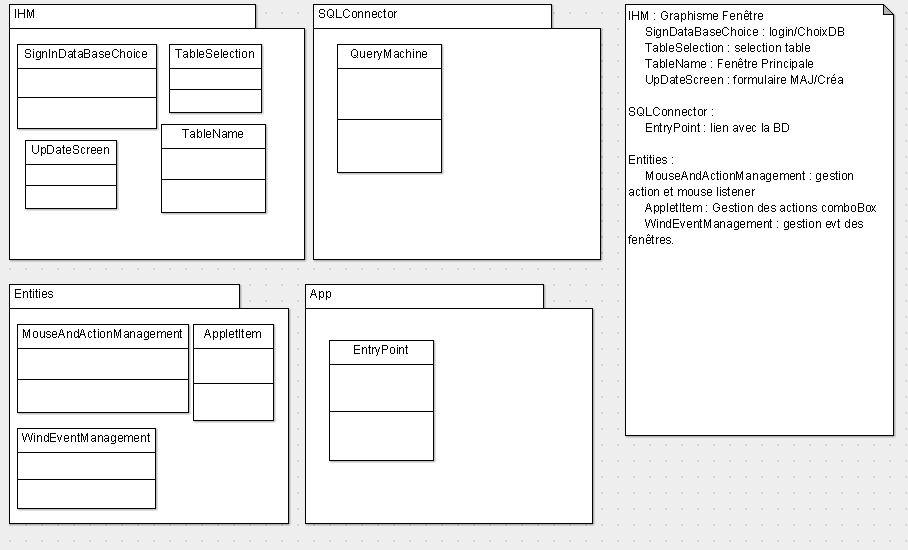 IHM
SignInDataBaseChoice
TableSelection
UpDateScreen
TableName
SQLConnector
QueryMachine
Entities
MouseAndActionManagement
AppletItem
WindEventManagement
App
EntryPoint
IHM : Graphisme Fenêtre
SignDataBaseChoice : login/ChoixDB
TableSelection : selection table
TableName : Fenêtre Principale
UpDateScreen : formulaire MAJ/Créa
SQLConnector :
EntryPoint : lien avec la BD
Entities :
MouseAndActionManagement : gestion
action et mouse listener
AppletItem : Gestion des actions comboBox
WindEventManagement : gestion evt des
fenêtres.